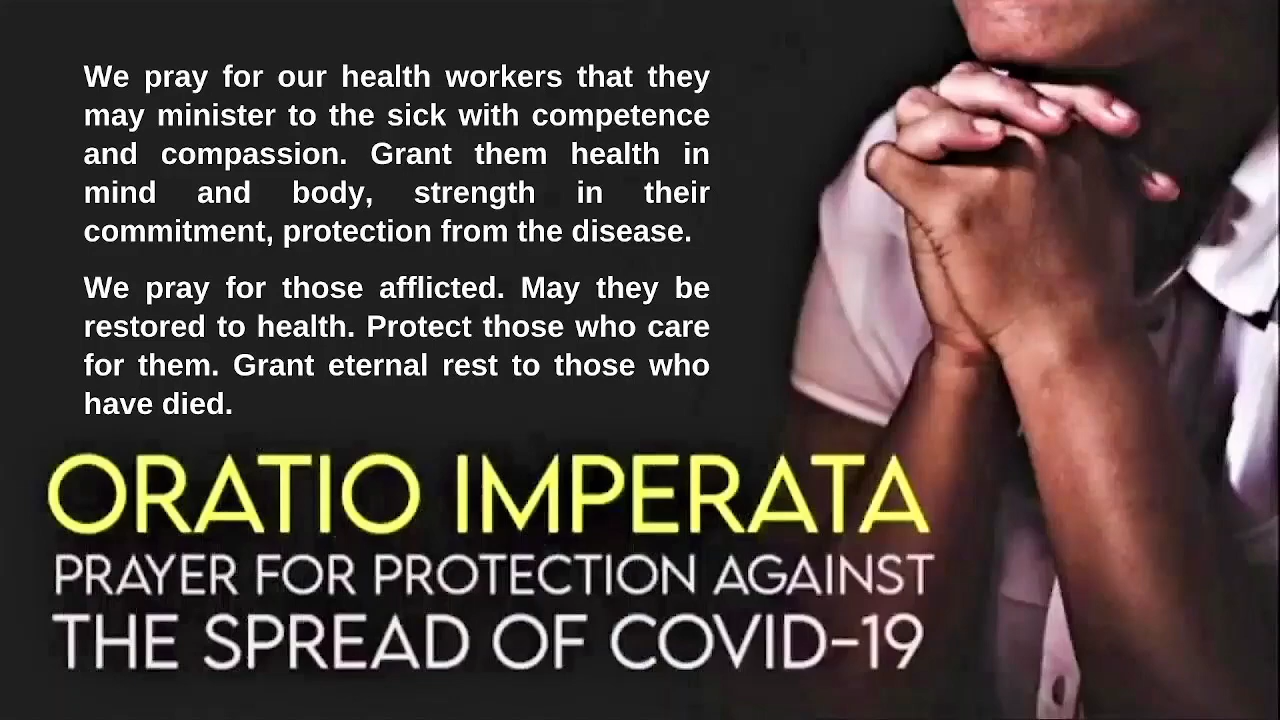 We pray for our health workers that they
may minister to the sick with competence
and compassion. Grant them health in
mind and body, strength in their
commitment, protection from the disease.
We pray for those afflicted. May they be
restored to health. Protect those who care
for them. Grant eternal rest to those who
have died.
ORATIO IMPERATA
PRAYER FOR PROTECTION AGAINST
THE SPREAD OF COVID-19